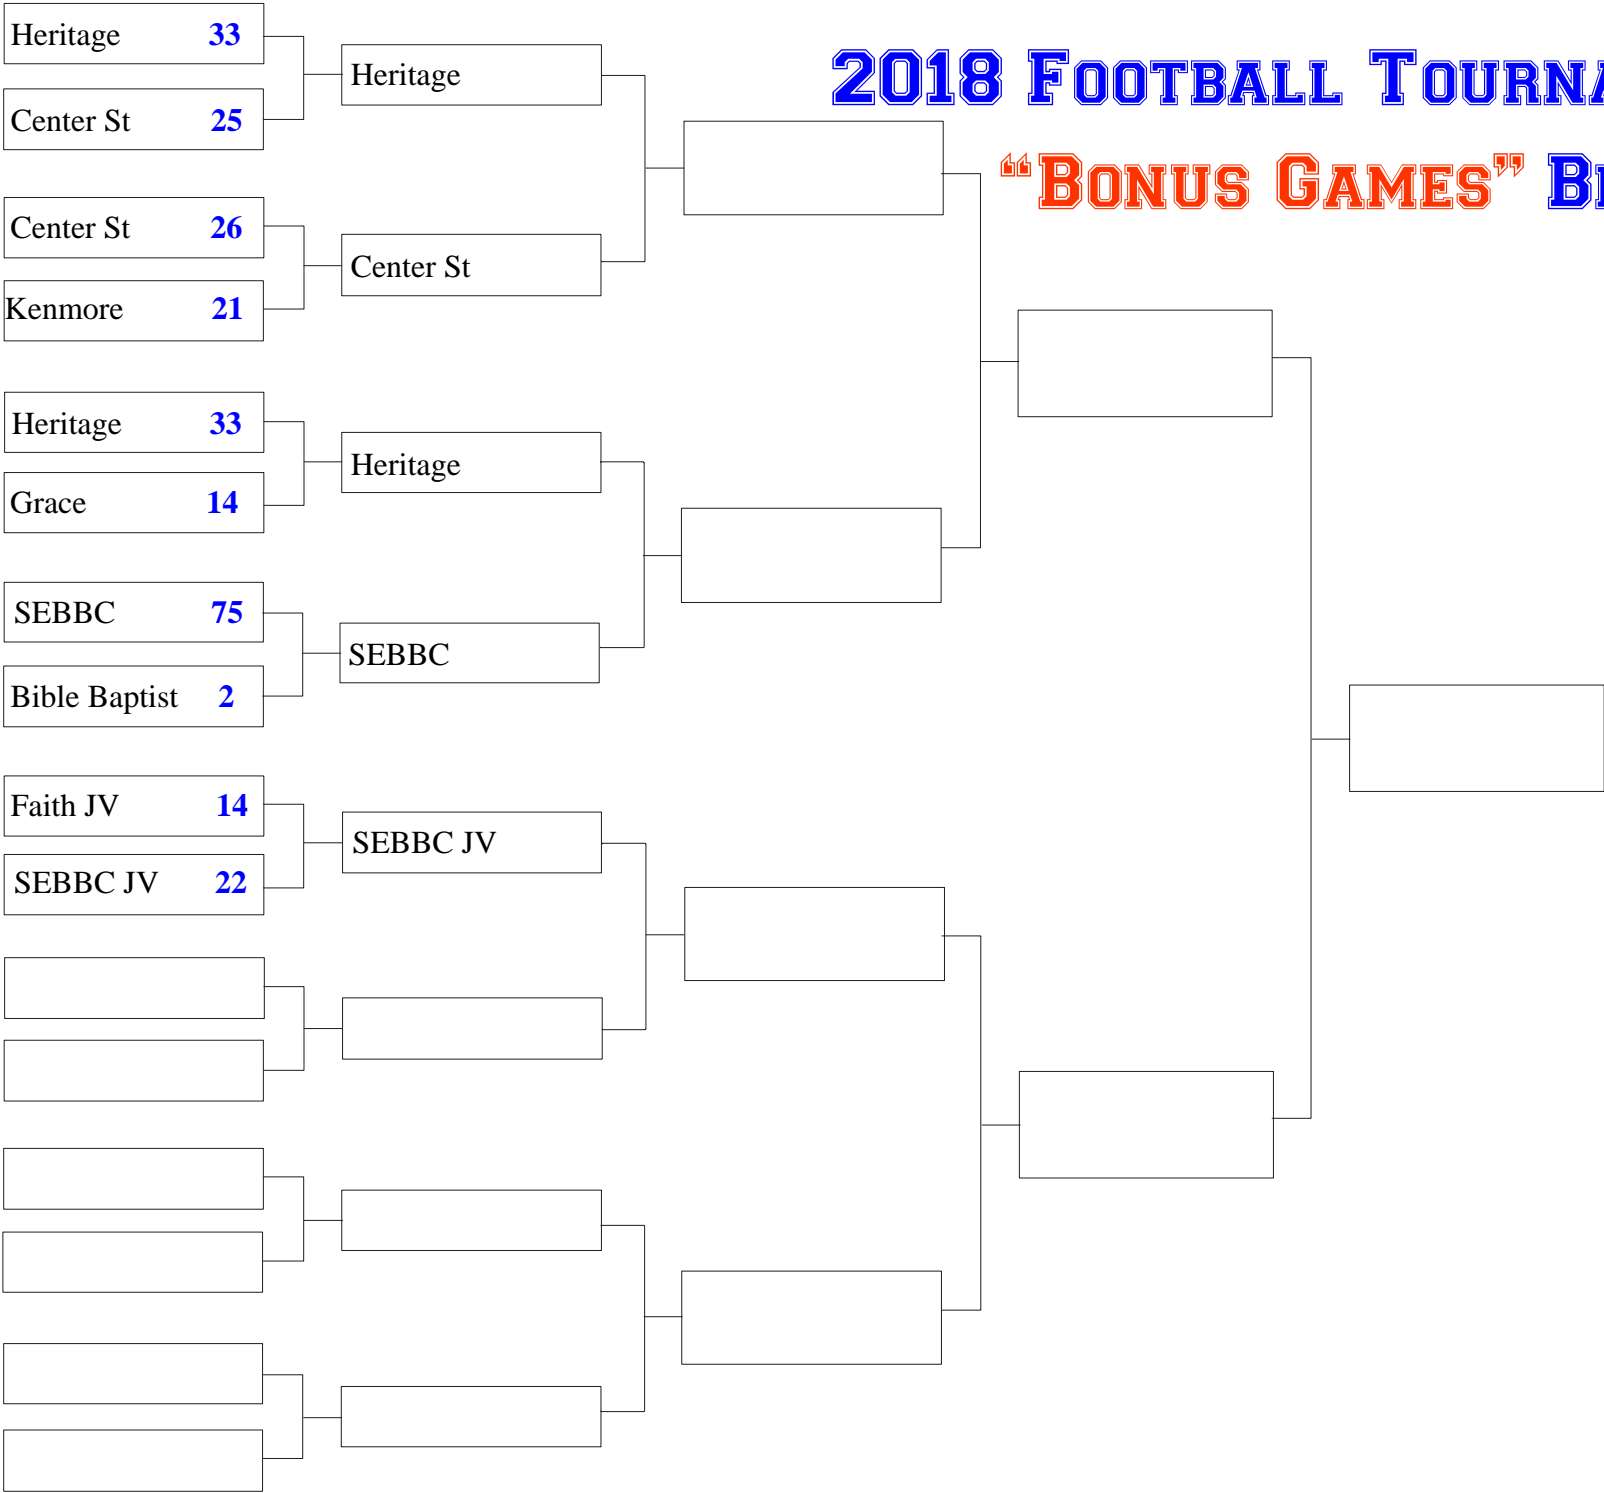 2018 Football Tourna
“Bonus Games” B
Heritage 33
Center St 25
Heritage
Center St 26
Kenmore 21
Center St
Heritage 33
Grace 14
Heritage
SEBBC 75
Bible Baptist 2
SEBBC
Faith JV 14
SEBBC JV 22
SEBBC JV